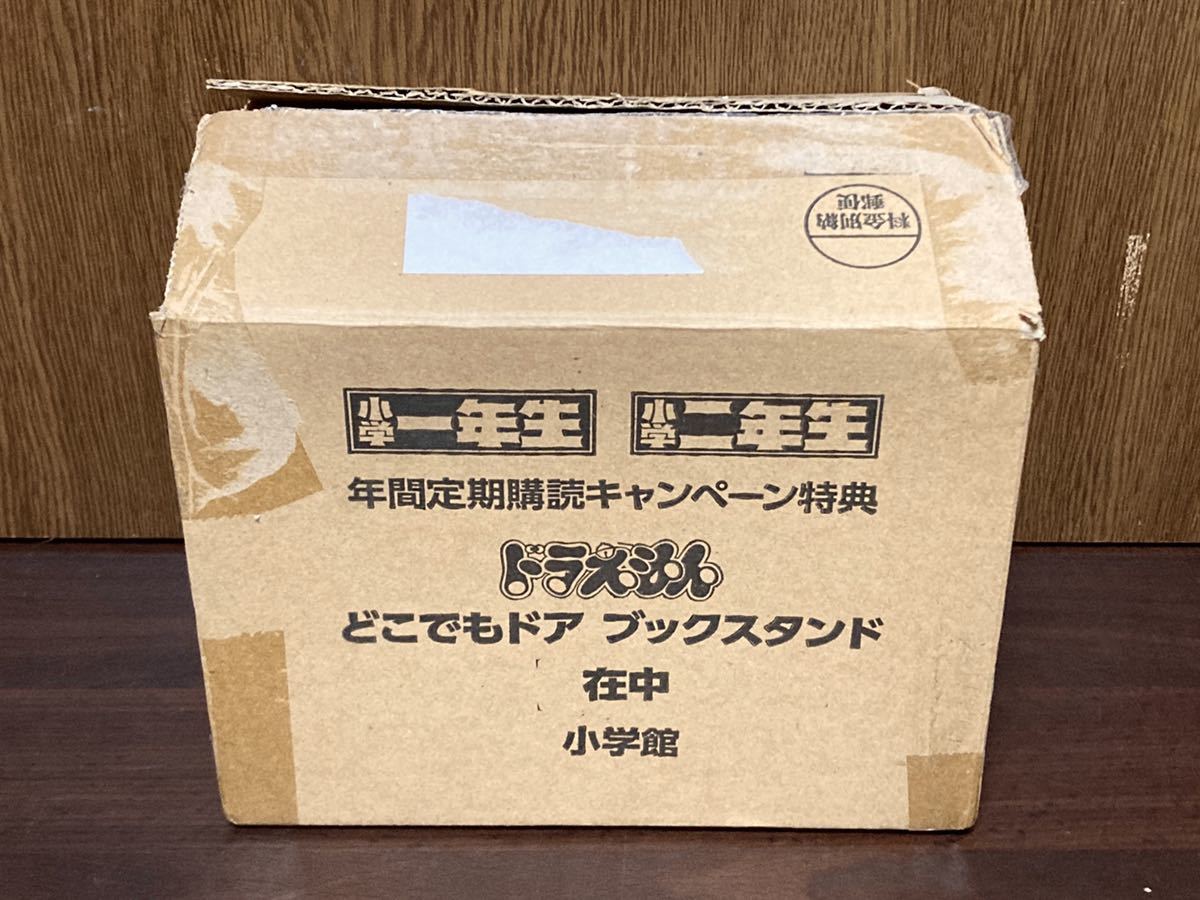 料金別納
郵便
小学一年生 小学二年生
年間定期購読キャンペーン特典
ドラえもん
どこでもドア ブックスタンド
在中
小学館